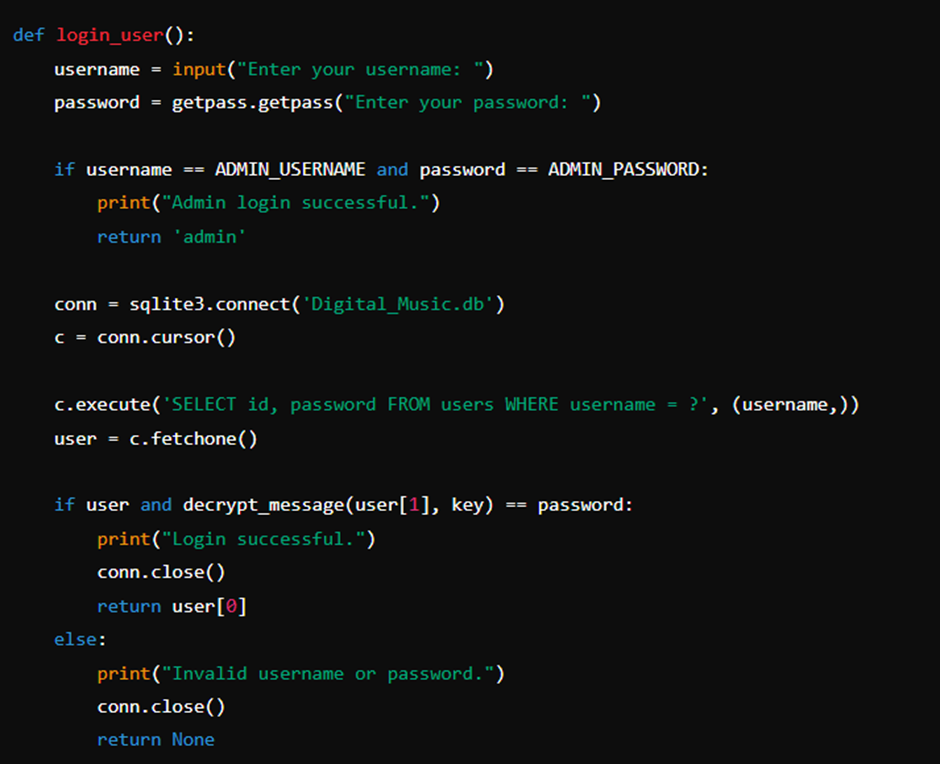 def login_user():
    username = input("Enter your username: ")
    password = getpass.getpass("Enter your password: ")
    if username == ADMIN_USERNAME and password == ADMIN_PASSWORD:
        print("Admin login successful.")
        return 'admin'
    conn = sqlite3.connect('Digital_Music.db')
    c = conn.cursor()
    c.execute('SELECT id, password FROM users WHERE username = ?', (username,))
    user = c.fetchone()
    if user and decrypt_message(user[1], key) == password:
        print("Login successful.")
        conn.close()
        return user[0]
    else:
        print("Invalid username or password.")
        conn.close()
        return None